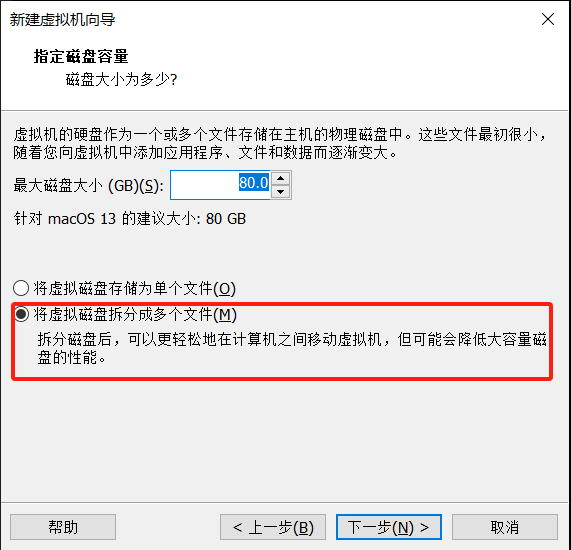 新建虚拟机向导
指定磁盘容量
磁盘大小为多少?
虚拟机的硬盘作为一个或多个文件存储在主机的物理磁盘中。这些文件最初很小，
随着您向虚拟机中添加应用程序、文件和数据而逐渐变大。
最大磁盘大小 (GB)(S): 80.0
针对 macOS 13 的建议大小: 80 GB
将虚拟磁盘存储为单个文件(O)
将虚拟磁盘拆分成多个文件(M)
拆分磁盘后，可以更轻松地在计算机之间移动虚拟机，但可能会降低大容量磁
盘的性能。
帮助 < 上一步(B) 下一步(N) > 取消